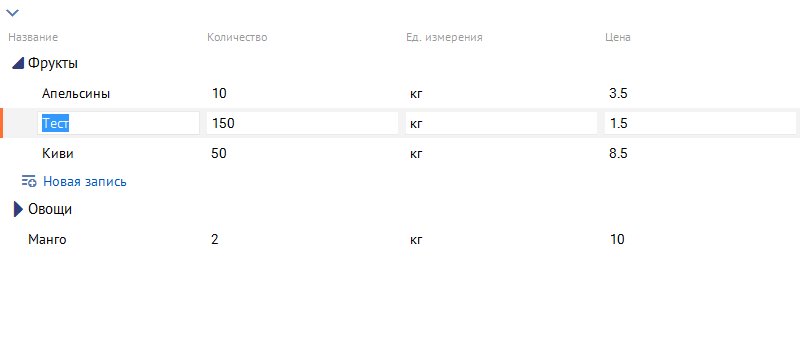 Название Количество Ед. измерения Цена
Фрукты
Апельсины 10 кг 3.5
Тест 150 кг 1.5
Киви 50 кг 8.5
Новая запись
Овощи
Манго 2 кг 10